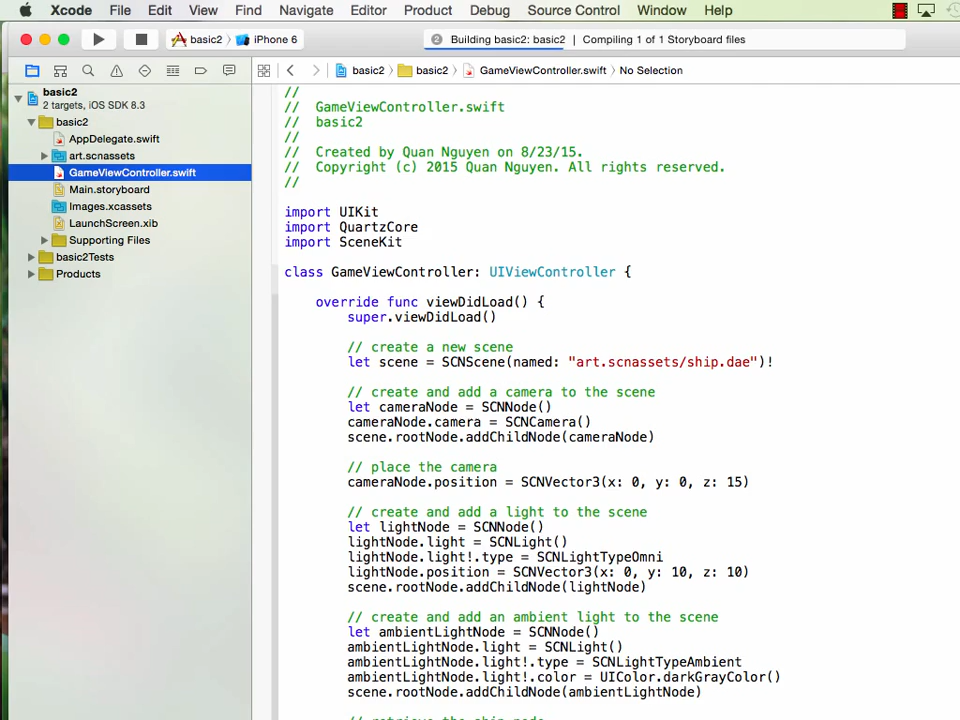 Xcode File Edit View Find Navigate Editor Product Debug Source Control Window Help
basic2 iPhone 6 2 Building basic2: basic2 | Compiling 1 of 1 Storyboard files
basic2 basic2 GameViewController.swift No Selection
basic2
2 targets, iOS SDK 8.3
basic2
AppDelegate.swift
art.scnassets
GameViewController.swift
Main.storyboard
Images.xcassets
LaunchScreen.xib
Supporting Files
basic2Tests
Products
//
// GameViewController.swift
// basic2
//
// Created by Quan Nguyen on 8/23/15.
// Copyright (c) 2015 Quan Nguyen. All rights reserved.
//
import UIKit
import QuartzCore
import SceneKit
class GameViewController: UIViewController {
override func viewDidLoad() {
super.viewDidLoad()
// create a new scene
let scene = SCNScene(named: "art.scnassets/ship.dae")!
// create and add a camera to the scene
let cameraNode = SCNNode()
cameraNode.camera = SCNCamera()
scene.rootNode.addChildNode(cameraNode)
// place the camera
cameraNode.position = SCNVector3(x: 0, y: 0, z: 15)
// create and add a light to the scene
let lightNode = SCNNode()
lightNode.light = SCNLight()
lightNode.light!.type = SCNLightTypeOmni
lightNode.position = SCNVector3(x: 0, y: 10, z: 10)
scene.rootNode.addChildNode(lightNode)
// create and add an ambient light to the scene
let ambientLightNode = SCNNode()
ambientLightNode.light = SCNLight()
ambientLightNode.light!.type = SCNLightTypeAmbient
ambientLightNode.light!.color = UIColor.darkGrayColor()
scene.rootNode.addChildNode(ambientLightNode)
// retrieve the ship node